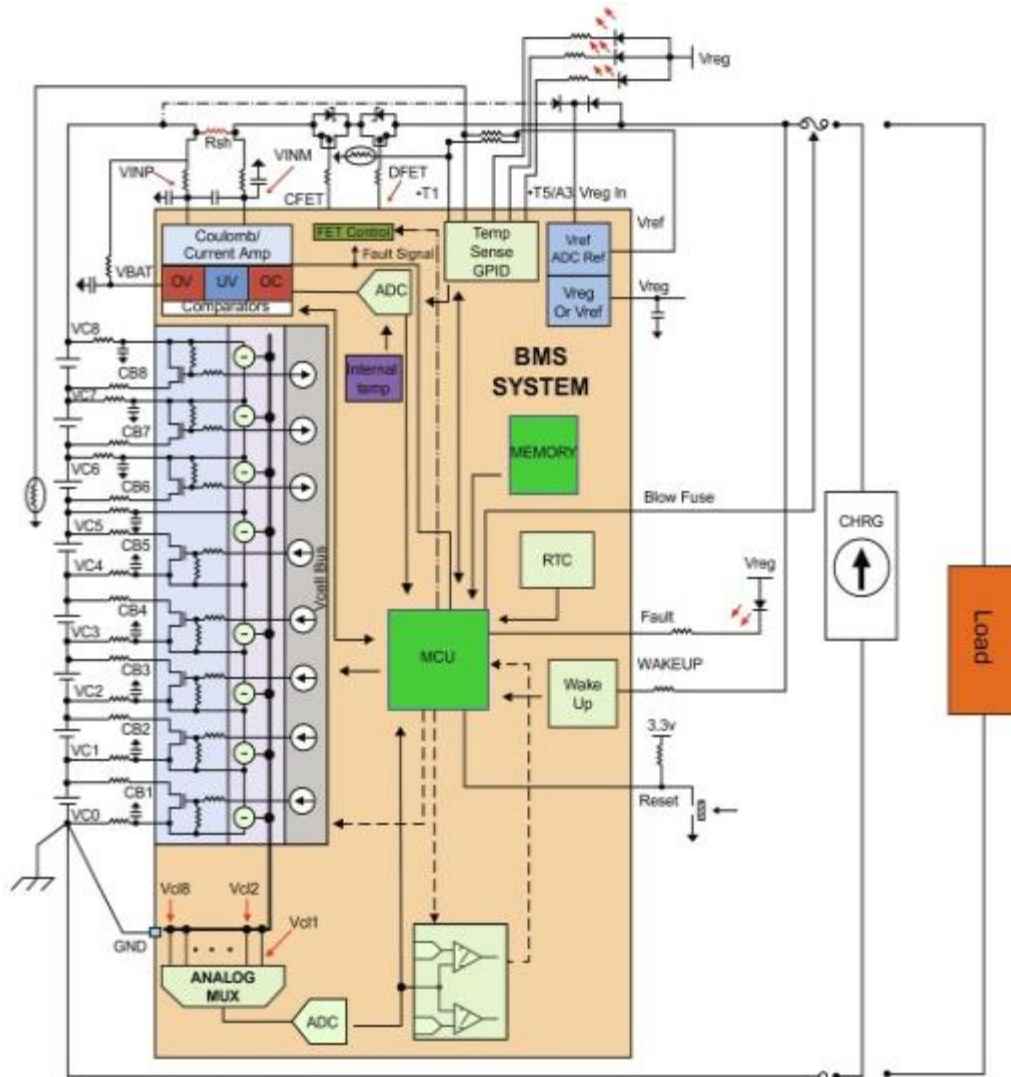 Vreg
Rsh
VINP
VINM
DFET
CFET
•T1
•T5/A3
Vreg In
Coulomb/
Current Amp
FET Control
Fault Signal
Temp
Sense
GPID
Vref
ADC Ref
Vref
VBAT
OV
UV
OC
Comparators
ADC
Vreg
Or Vref
Vreg
VC8
BMS
SYSTEM
Internal
temp
CB8
VC7
CB7
MEMORY
VC6
CB6
Blow Fuse
CHRG
VC5
CB5
RTC
VC4
Vcell Bus
Vreg
CB4
VC3
Fault
MCU
Load
CB3
WAKEUP
VC2
Wake
Up
CB2
3.3v
VC1
CB1
Reset
VC0
Vcl8
Vcl2
Vcl1
GND
ANALOG
MUX
ADC